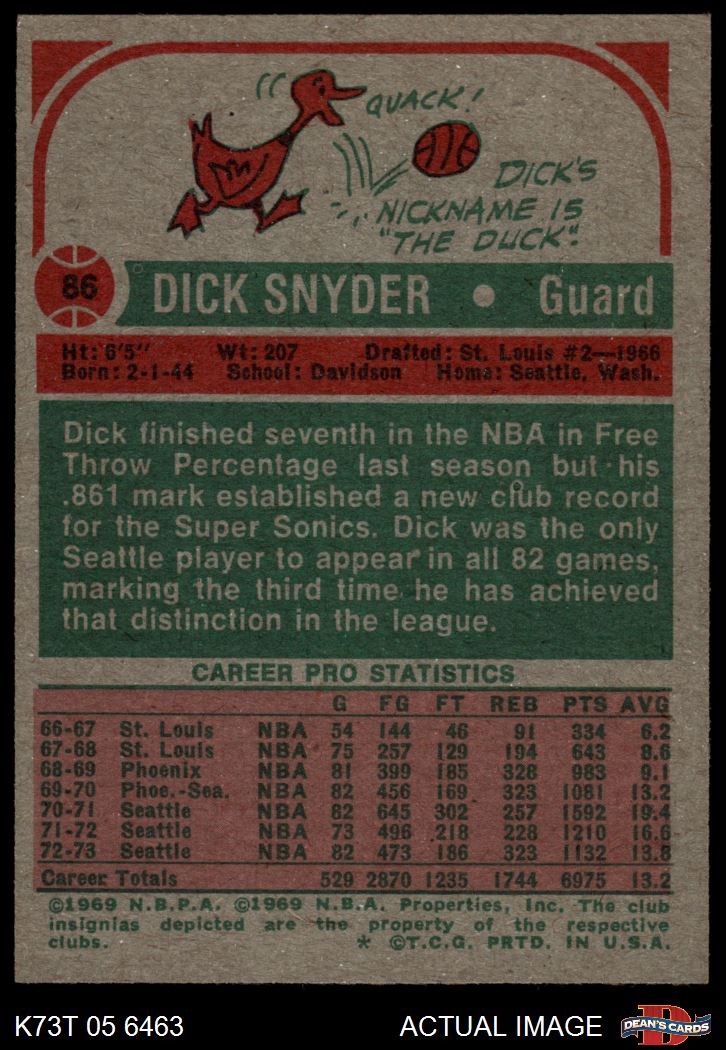 QUACK!
DICK'S
NICKNAME IS
"THE DUCK".
86 DICK SNYDER • Guard
Ht: 6'5" Wt: 207 Drafted: St. Louis #2—1966
Born: 2-1-44 School: Davidson Home: Seattle, Wash.
Dick finished seventh in the NBA in Free
Throw Percentage last season but his
.861 mark established a new club record
for the Super Sonics. Dick was the only
Seattle player to appear in all 82 games,
marking the third time he has achieved
that distinction in the league.
CAREER PRO STATISTICS
G FG FT REB PTS AVG
66-67 St. Louis NBA 54 144 46 91 334 6.2
67-68 St. Louis NBA 75 257 129 194 643 8.6
68-69 Phoenix NBA 81 399 185 328 983 9.1
69-70 Phoe.-Sea. NBA 82 456 169 323 1081 13.2
70-71 Seattle NBA 82 645 302 257 1592 19.4
71-72 Seattle NBA 73 496 218 228 1210 16.6
72-73 Seattle NBA 82 473 186 323 1132 13.8
Career Totals 529 2870 1235 1744 6975 13.2
©1969 N.B.P.A. ©1969 N.B.A. Properties, Inc. The club
insignias depicted are the property of the respective
clubs. * ©T.C.G. PRTD. IN U.S.A.
K73T 05 6463 ACTUAL IMAGE DEAN'S CARDS